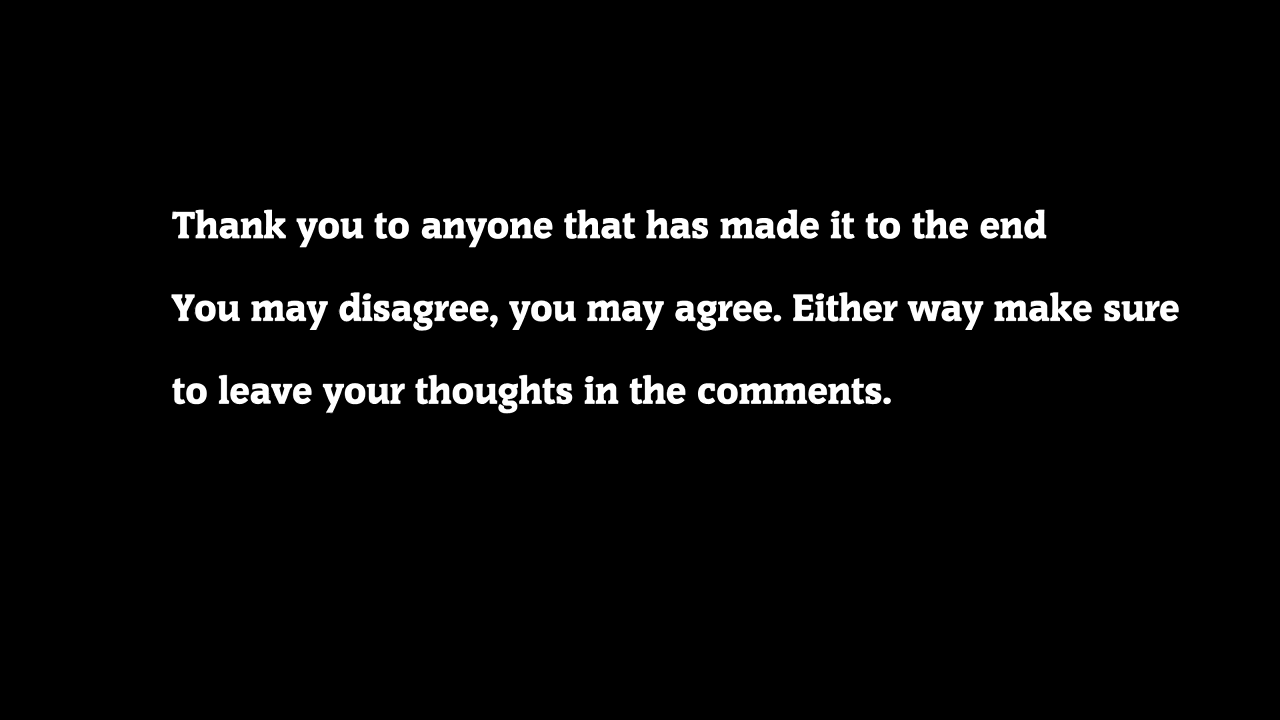 Thank you to anyone that has made it to the end
You may disagree, you may agree. Either way make sure
to leave your thoughts in the comments.